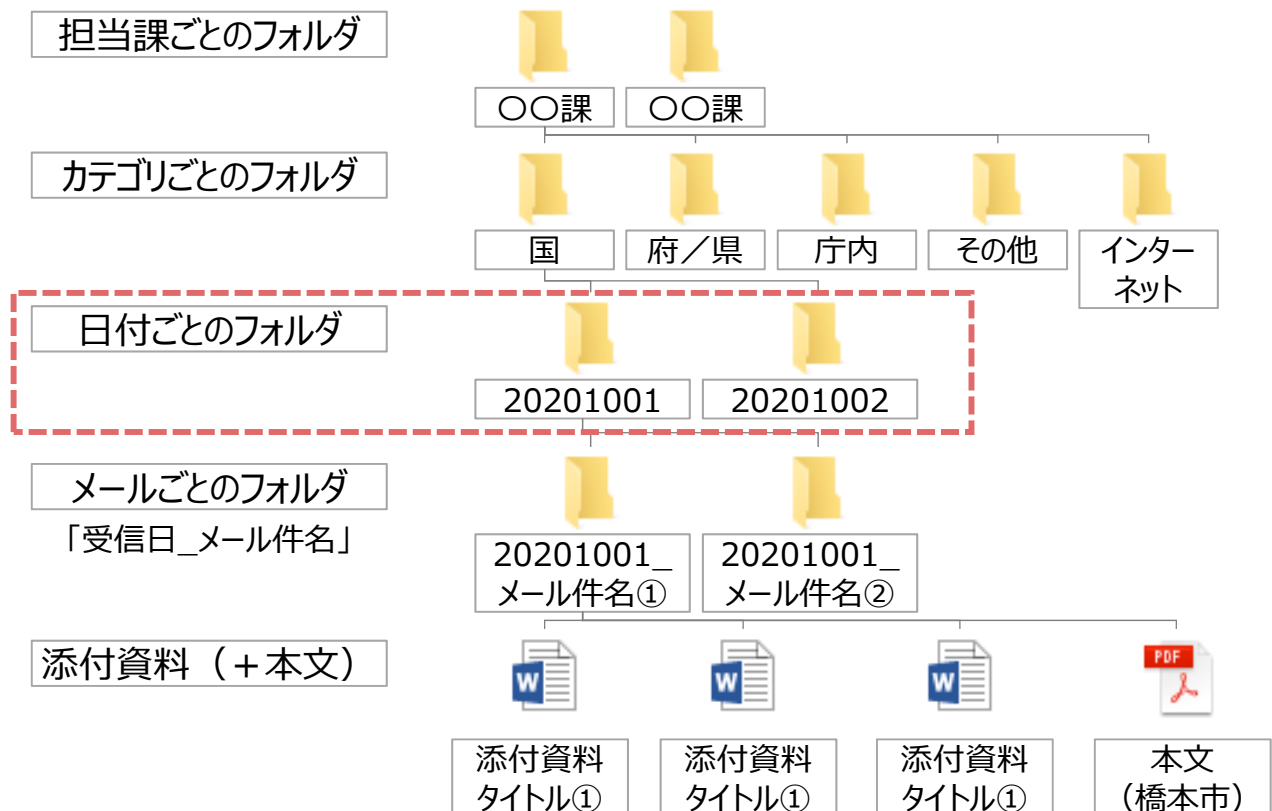 担当課ごとのフォルダ
〇〇課
〇〇課
カテゴリごとのフォルダ
国
府／県
庁内
その他
インター
ネット
日付ごとのフォルダ
20201001
20201002
メールごとのフォルダ
「受信日_メール件名」
20201001_
メール件名①
20201001_
メール件名②
添付資料（＋本文）
W
W
W
PDF
添付資料
タイトル①
添付資料
タイトル①
添付資料
タイトル①
本文
（橋本市）